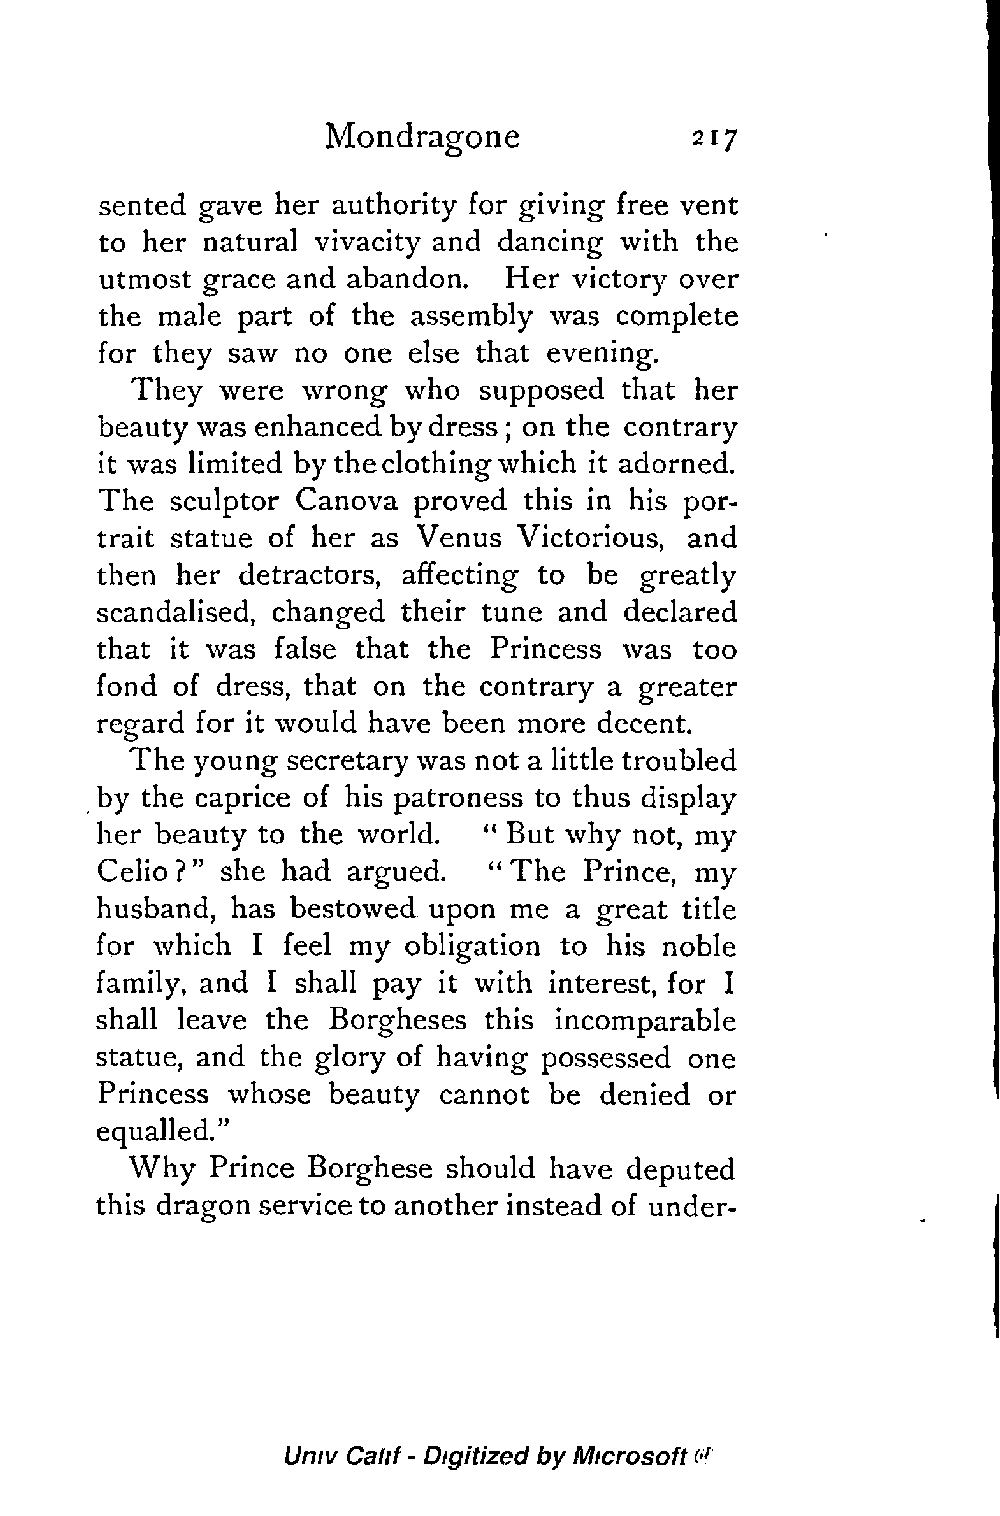 Mondragone 217
sented gave her authority for giving free vent
to her natural vivacity and dancing with the
utmost grace and abandon. Her victory over
the male part of the assembly was complete
for they saw no one else that evening.
They were wrong who supposed that her
beauty was enhanced by dress; on the contrary
it was limited by the clothing which it adorned.
The sculptor Canova proved this in his por-
trait statue of her as Venus Victorious, and
then her detractors, affecting to be greatly
scandalised, changed their tune and declared
that it was false that the Princess was too
fond of dress, that on the contrary a greater
regard for it would have been more decent.
The young secretary was not a little troubled
by the caprice of his patroness to thus display
her beauty to the world. "But why not, my
Celio?" she had argued. "The Prince, my
husband, has bestowed upon me a great title
for which I feel my obligation to his noble
family, and I shall pay it with interest, for I
shall leave the Borgheses this incomparable
statue, and the glory of having possessed one
Princess whose beauty cannot be denied or
equalled."
Why Prince Borghese should have deputed
this dragon service to another instead of under-
Univ Calif - Digitized by Microsoft ®